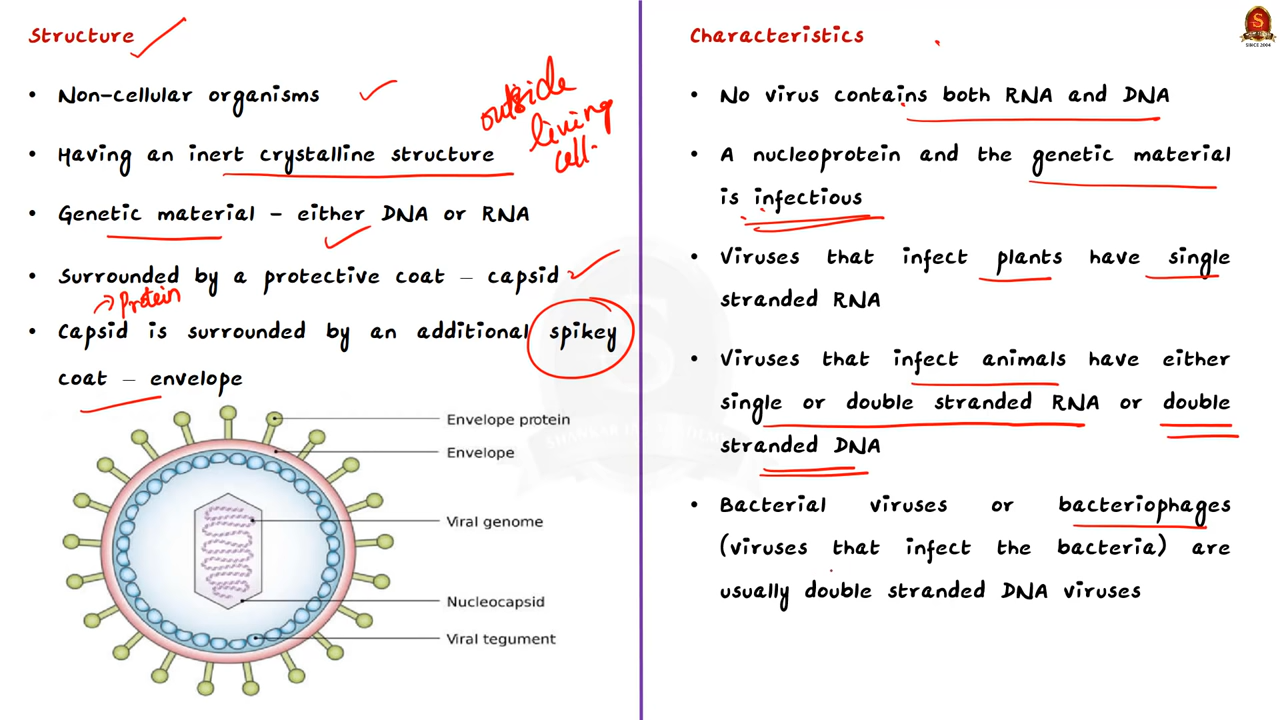 Structure
• Non-cellular organisms
outside
living
cell.
• Having an inert crystalline structure
• Genetic material – either DNA or RNA
• Surrounded by a protective coat – capsid
→ Protein
• Capsid is surrounded by an additional spikey
coat – envelope
Envelope protein
Envelope
Viral genome
Nucleocapsid
Viral tegument
Characteristics
• No virus contains both RNA and DNA
• A nucleoprotein and the genetic material
is infectious
• Viruses that infect plants have single
stranded RNA
• Viruses that infect animals have either
single or double stranded RNA or double
stranded DNA
• Bacterial viruses or bacteriophages
(viruses that infect the bacteria) are
usually double stranded DNA viruses
S
SINCE 2004